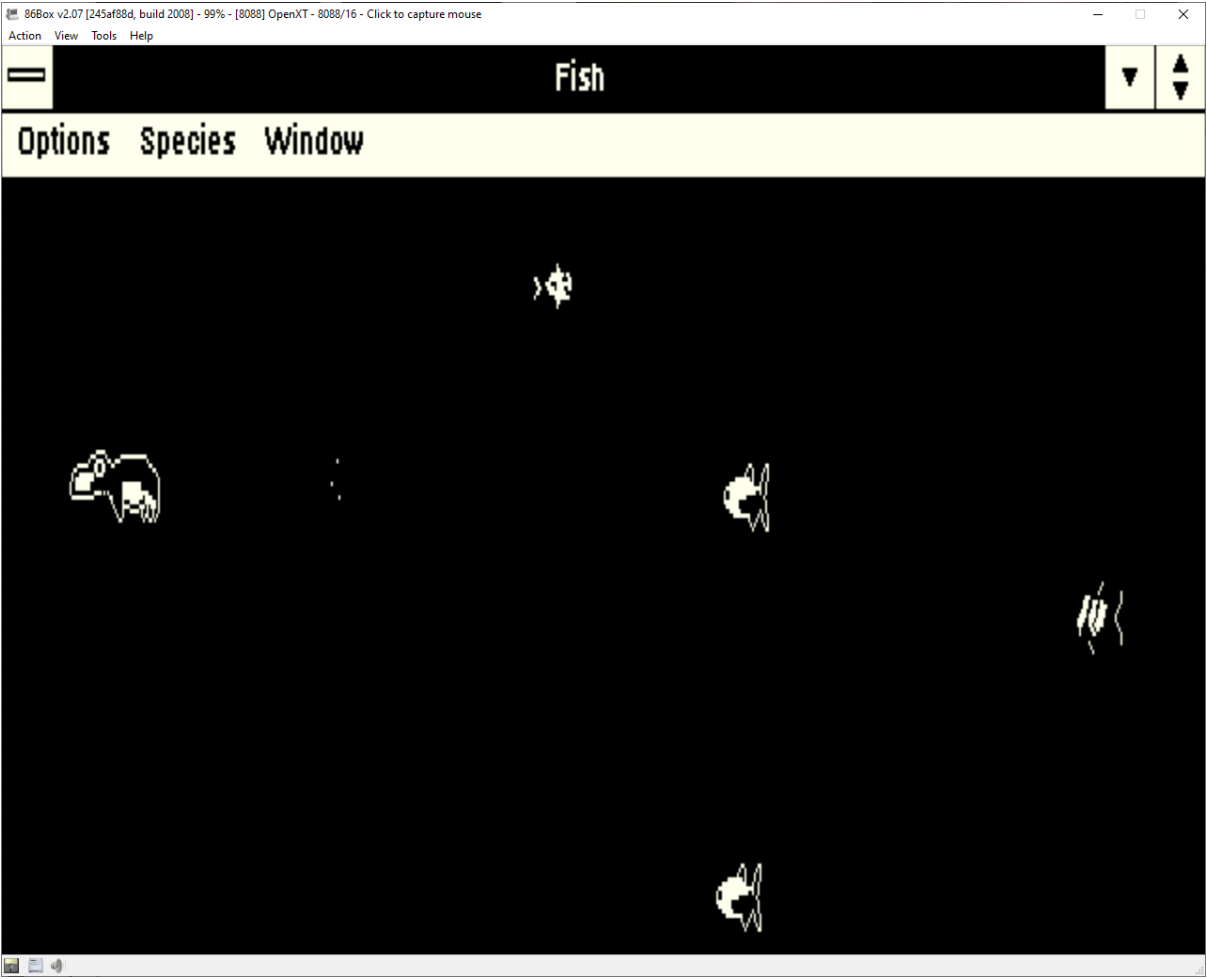 86Box v2.07 [245af88d, build 2008] - 99% - [8088] OpenXT - 8088/16 - Click to capture mouse
Action View Tools Help
Fish
Options Species Window